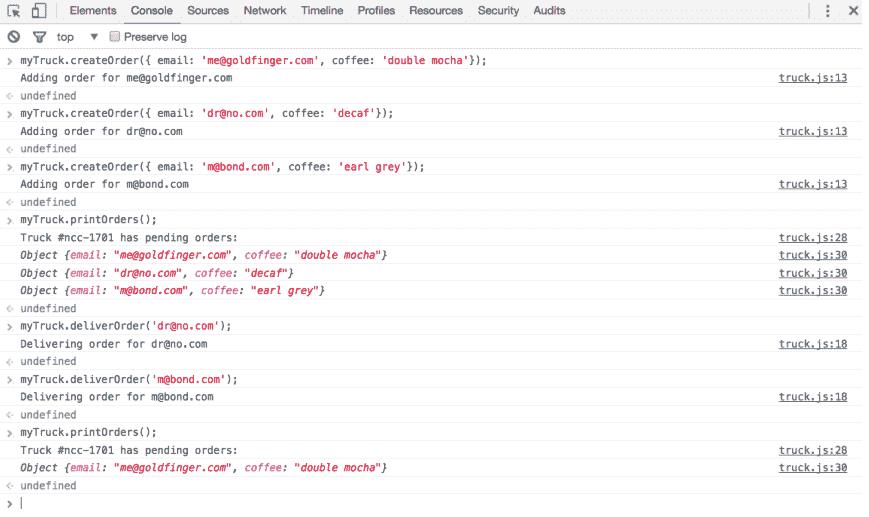 Elements Console Sources Network Timeline Profiles Resources Security Audits
top Preserve log
myTruck.createOrder({ email: 'me@goldfinger.com', coffee: 'double mocha'});
Adding order for me@goldfinger.com truck.js:13
undefined
myTruck.createOrder({ email: 'dr@no.com', coffee: 'decaf'});
Adding order for dr@no.com truck.js:13
undefined
myTruck.createOrder({ email: 'm@bond.com', coffee: 'earl grey'});
Adding order for m@bond.com truck.js:13
undefined
myTruck.printOrders();
Truck #ncc-1701 has pending orders: truck.js:28
Object {email: "me@goldfinger.com", coffee: "double mocha"} truck.js:30
Object {email: "dr@no.com", coffee: "decaf"} truck.js:30
Object {email: "m@bond.com", coffee: "earl grey"} truck.js:30
undefined
myTruck.deliverOrder('dr@no.com');
Delivering order for dr@no.com truck.js:18
undefined
myTruck.deliverOrder('m@bond.com');
Delivering order for m@bond.com truck.js:18
undefined
myTruck.printOrders();
Truck #ncc-1701 has pending orders: truck.js:28
Object {email: "me@goldfinger.com", coffee: "double mocha"} truck.js:30
undefined